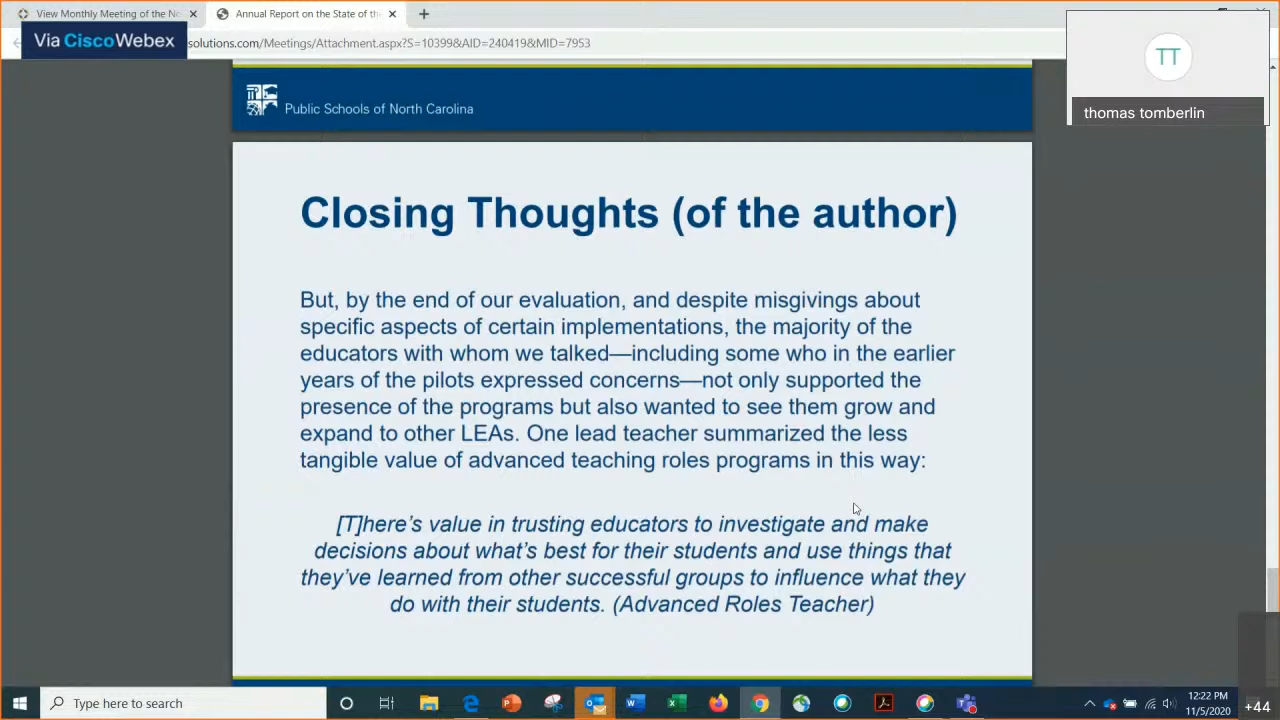 View Monthly Meeting of the Ne
Annual Report on the State of the
Via Cisco Webex
solutions.com/Meetings/Attachment.aspx?S=10399&AID=240419&MID=7953
TT
thomas tomberlin
Public Schools of North Carolina
Closing Thoughts (of the author)
But, by the end of our evaluation, and despite misgivings about
specific aspects of certain implementations, the majority of the
educators with whom we talked—including some who in the earlier
years of the pilots expressed concerns—not only supported the
presence of the programs but also wanted to see them grow and
expand to other LEAs. One lead teacher summarized the less
tangible value of advanced teaching roles programs in this way:
[T]here's value in trusting educators to investigate and make
decisions about what's best for their students and use things that
they've learned from other successful groups to influence what they
do with their students. (Advanced Roles Teacher)
Type here to search
12:22 PM
11/5/2020
+44